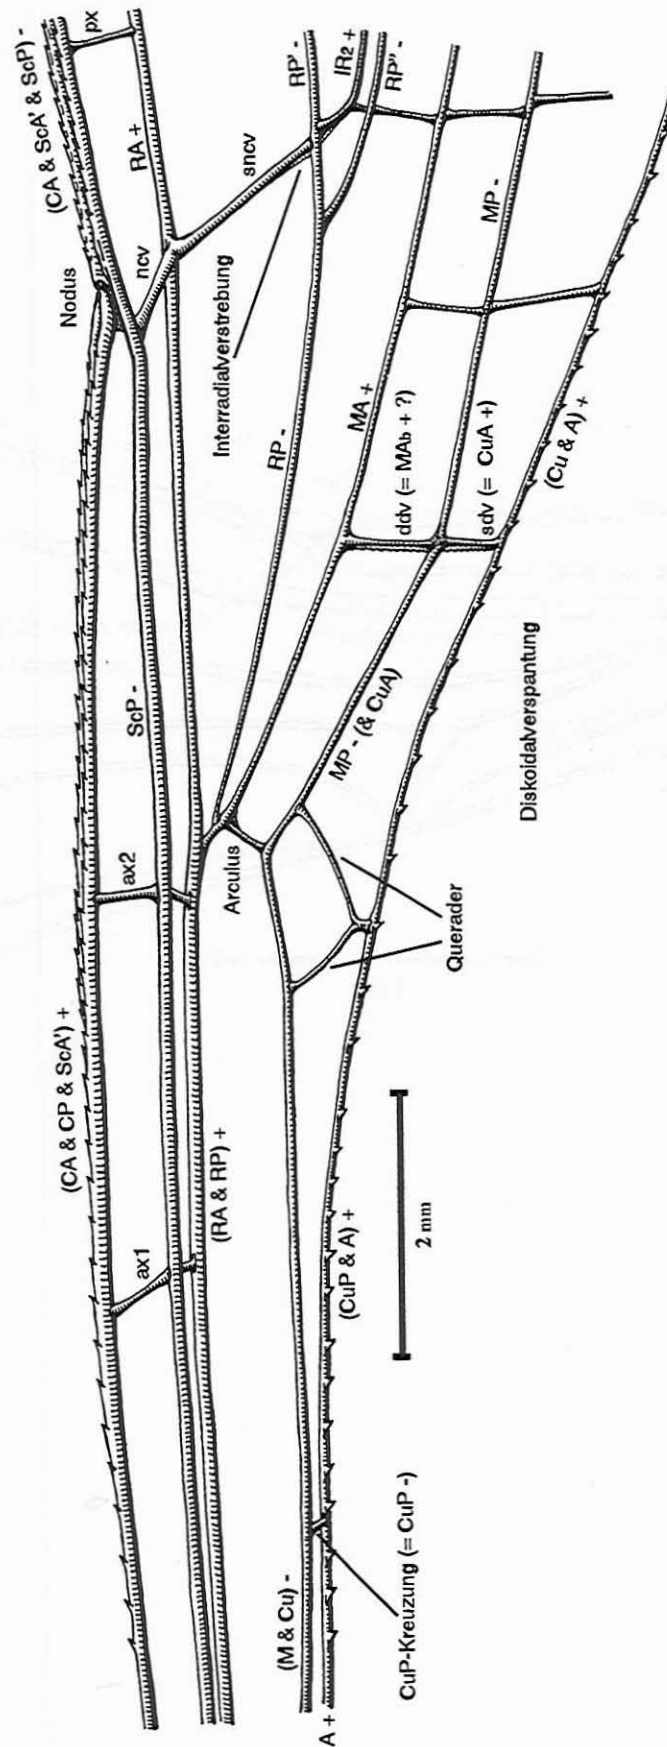 (CA & ScA' & ScP) -
px
RA +
Nodus
ncv
sncv
RP' -
IR2 +
RP'' -
Interradialverstrebung
RP -
MP -
MA +
ddv (= MAb + ?)
sdv (= CuA +)
(Cu & A) +
ScP -
ax2
Arculus
MP - (& CuA)
Diskoidalverspantung
Querader
(CA & CP & ScA') +
ax1
(RA & RP) +
(CuP & A) +
2 mm
(M & Cu) -
A +
CuP-Kreuzung (= CuP -)